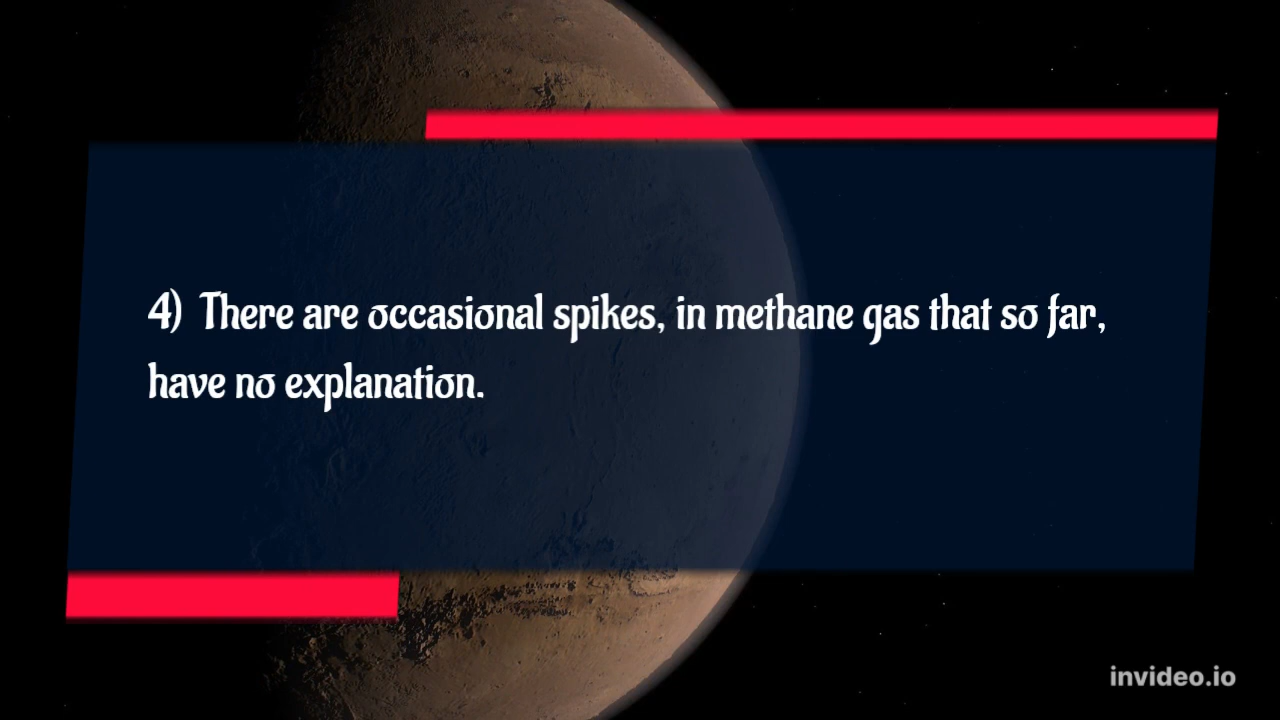 4) There are occasional spikes, in methane gas that so far,
have no explanation.
invideo.io